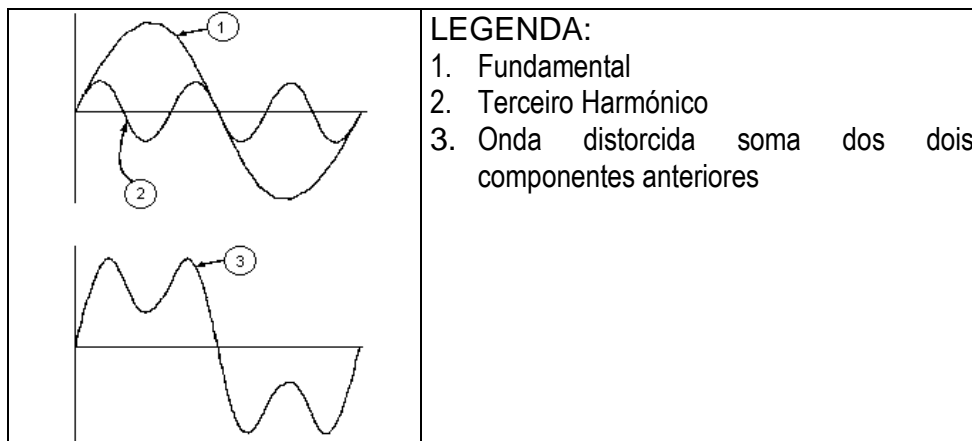 1
2
3
LEGENDA:
1. Fundamental
2. Terceiro Harmónico
3. Onda distorcida soma dos dois
componentes anteriores